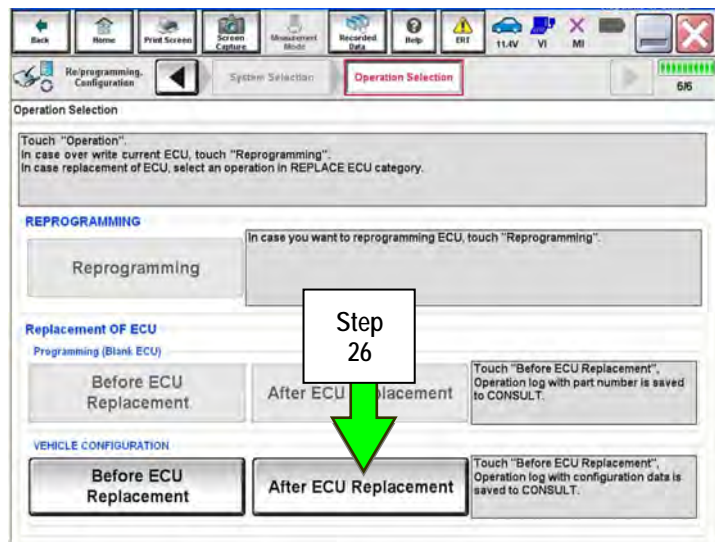 Back
Home
Print Screen
Screen Capture
Measurement Mode
Recorded Data
Help
ERT
11.4V
VI
MI
Re/programming, Configuration
System Selection
Operation Selection
6/6
Operation Selection
Touch "Operation".
In case over write current ECU, touch "Reprogramming".
In case replacement of ECU, select an operation in REPLACE ECU category.
REPROGRAMMING
Reprogramming
In case you want to reprogramming ECU, touch "Reprogramming".
Step
26
Replacement OF ECU
Programming (Blank ECU)
Before ECU
Replacement
After ECU
lacement
Touch "Before ECU Replacement",
Operation log with part number is saved
to CONSULT.
VEHICLE CONFIGURATION
Before ECU
Replacement
After ECU Replacement
Touch "Before ECU Replacement",
Operation log with configuration data is
saved to CONSULT.